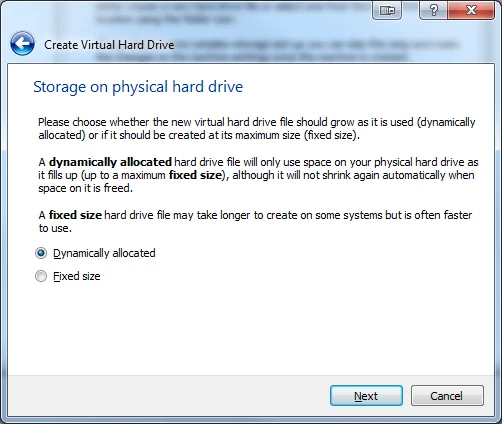 Create Virtual Hard Drive
Storage on physical hard drive
Please choose whether the new virtual hard drive file should grow as it is used (dynamically
allocated) or if it should be created at its maximum size (fixed size).
A dynamically allocated hard drive file will only use space on your physical hard drive as
it fills up (up to a maximum fixed size), although it will not shrink again automatically when
space on it is freed.
A fixed size hard drive file may take longer to create on some systems but is often faster
to use.
Dynamically allocated
Fixed size
Next
Cancel